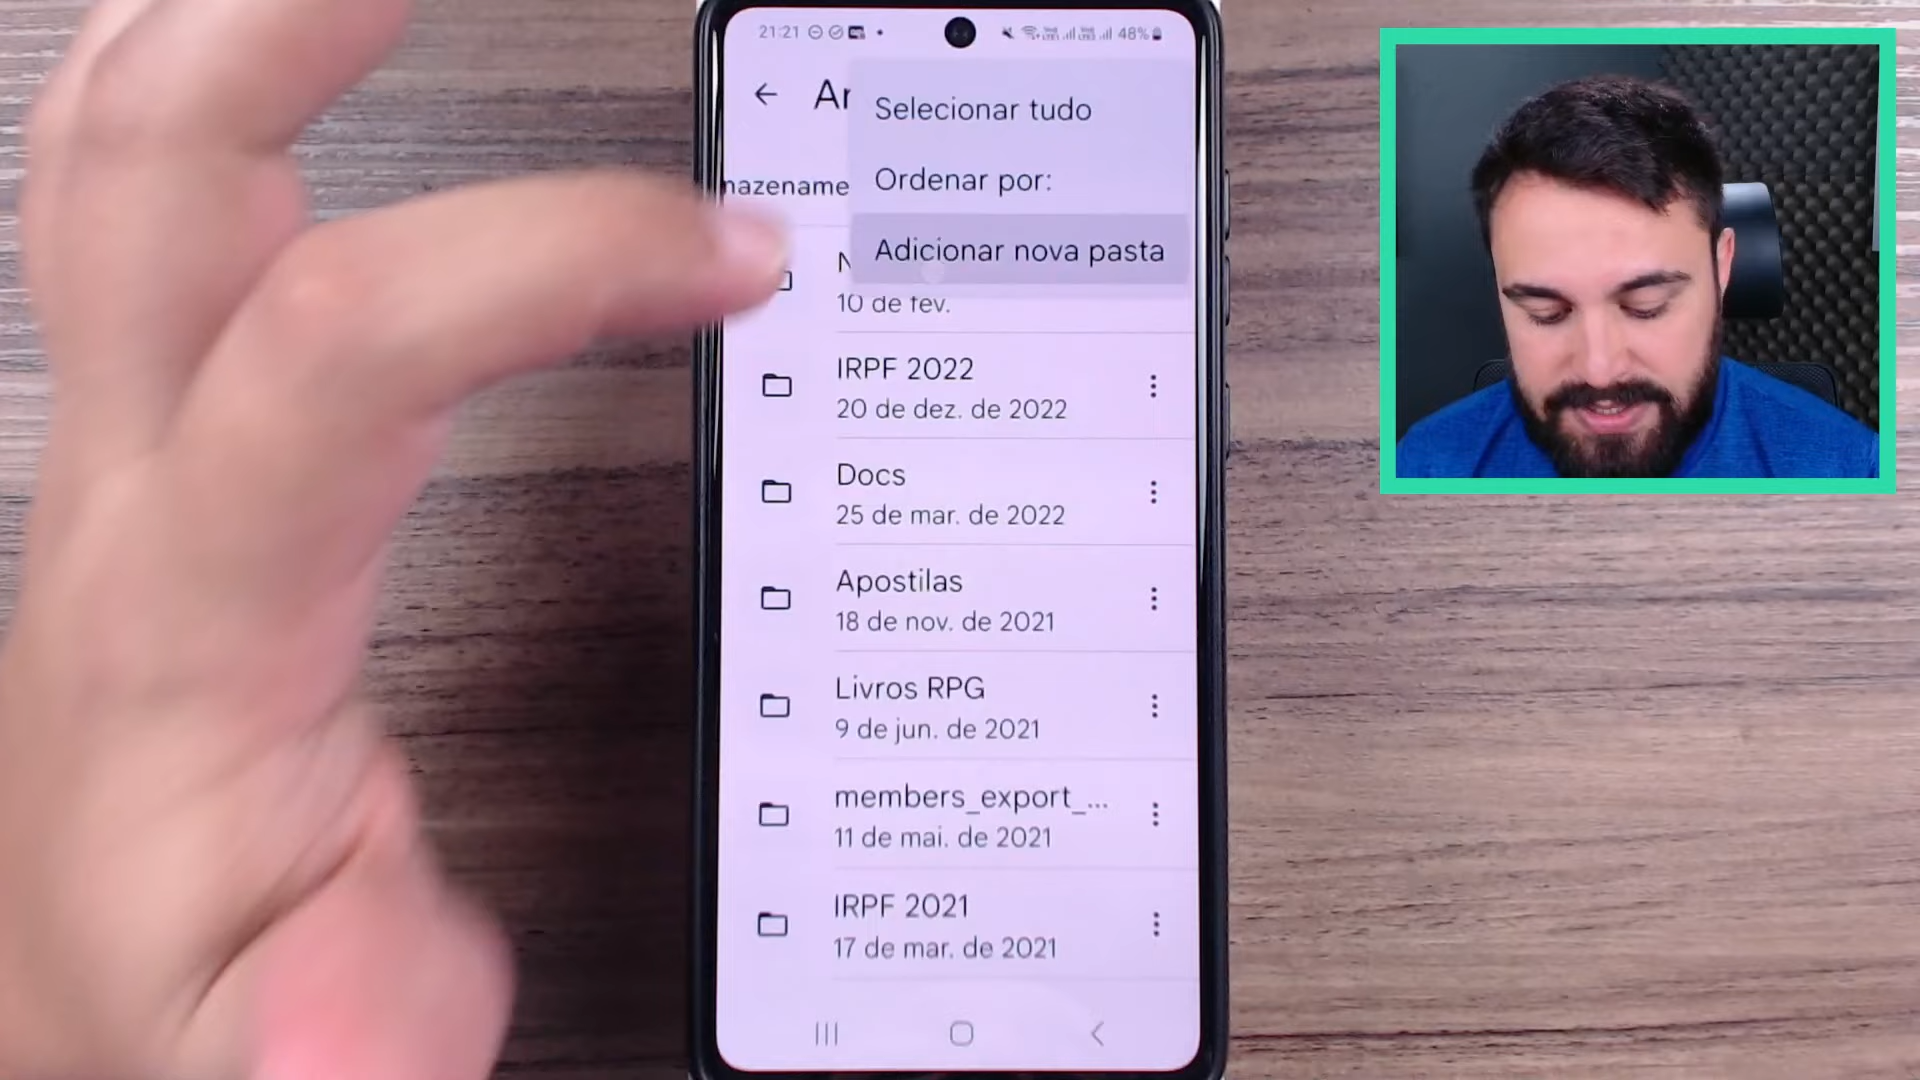 21:21
48%
Ar
Selecionar tudo
Ordenar por:
Adicionar nova pasta
N
10 de fev.
IRPF 2022
20 de dez. de 2022
Docs
25 de mar. de 2022
Apostilas
18 de nov. de 2021
Livros RPG
9 de jun. de 2021
members_export_...
11 de mai. de 2021
IRPF 2021
17 de mar. de 2021